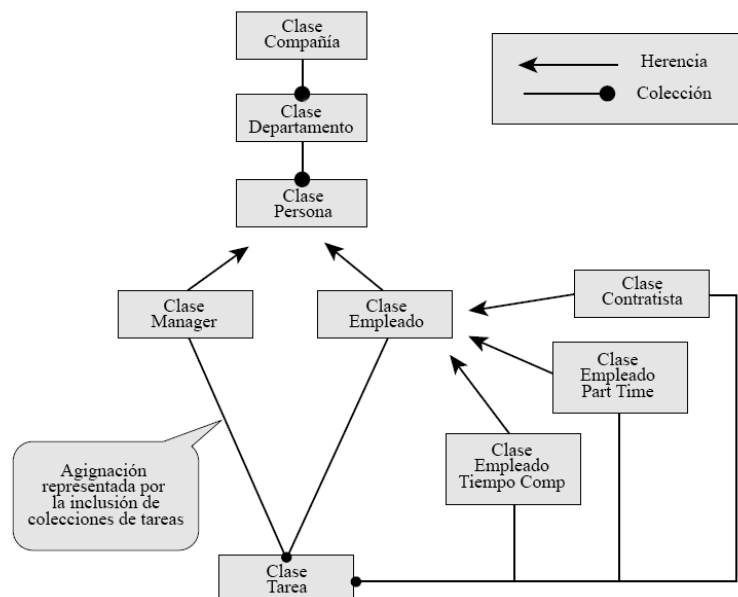 Clase
Compañía
Herencia
Colección
Clase
Departamento
Clase
Persona
Clase
Manager
Clase
Empleado
Clase
Contratista
Clase
Empleado
Part Time
Clase
Empleado
Tiempo Comp
Agignación
representada por
la inclusión de
colecciones de tareas
Clase
Tarea